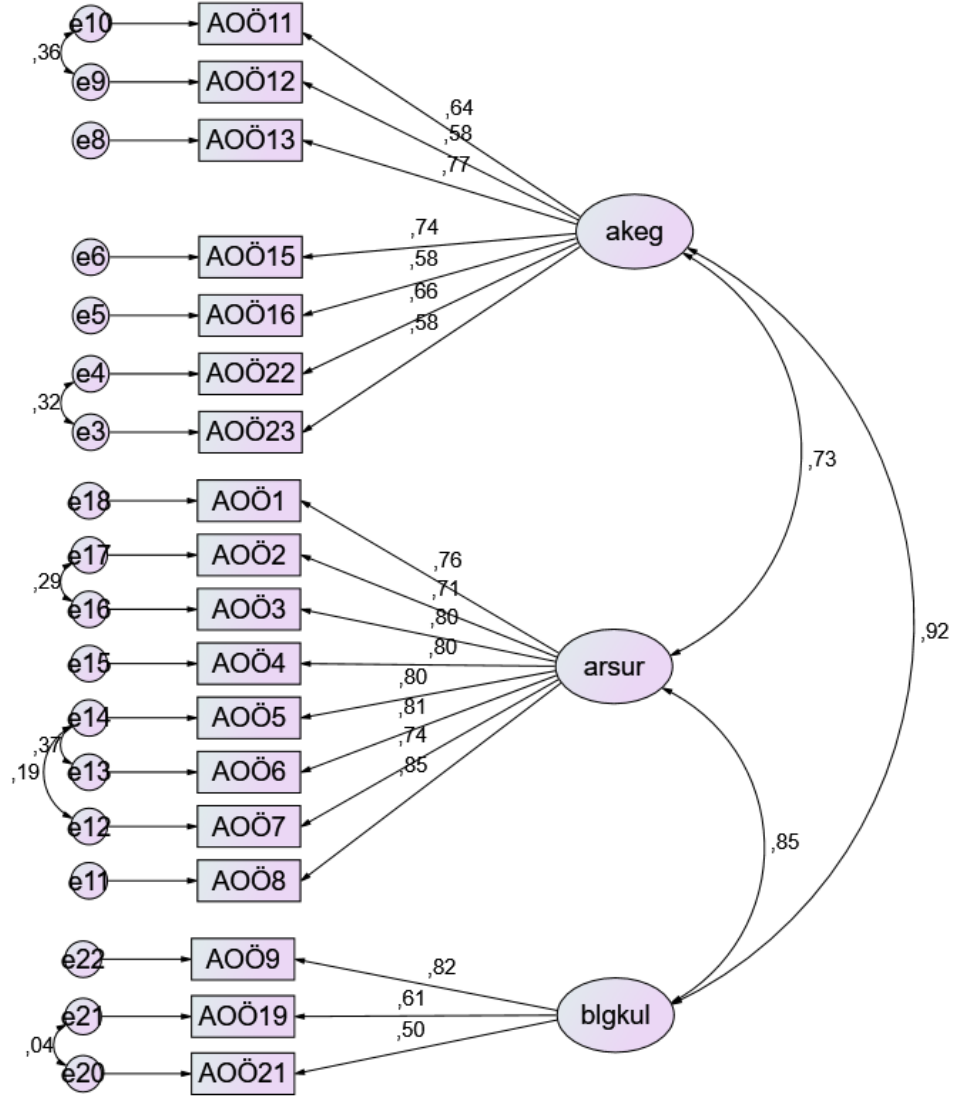 e10 AOÖ11
,36
e9 AOÖ12
e8 AOÖ13
,64
,58
,77
akeg
e6 AOÖ15
e5 AOÖ16
e4 AOÖ22
,32
e3 AOÖ23
,74
,58
,66
,58
,73
,92
e18 AOÖ1
e17 AOÖ2
,29
e16 AOÖ3
e15 AOÖ4
e14 AOÖ5
,37
,19
e13 AOÖ6
e12 AOÖ7
e11 AOÖ8
,76
,71
,80
,80
,80
,81
,74
,85
arsur
,85
e22 AOÖ9
e21 AOÖ19
,04
e20 AOÖ21
,82
,61
,50
blgkul